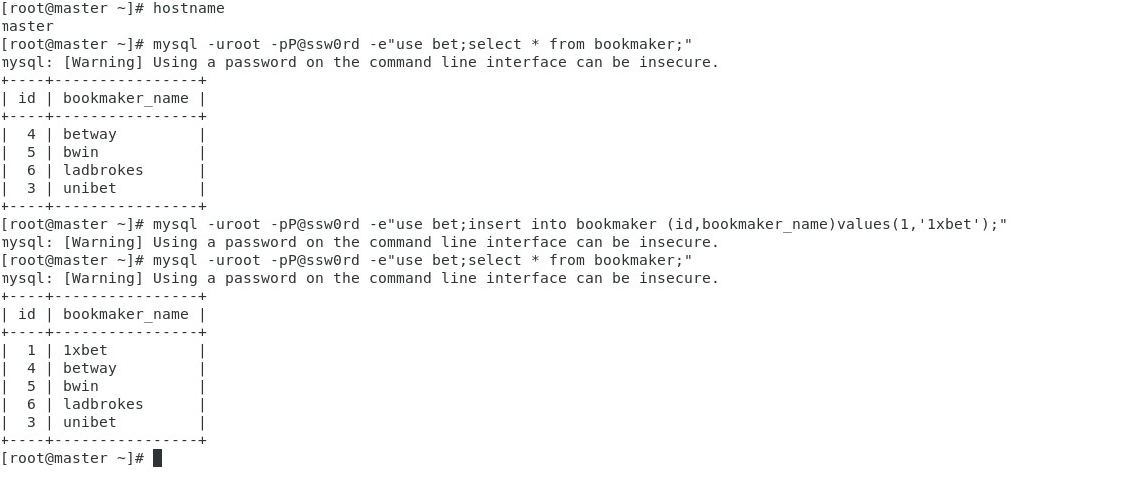 [root@master ~]# hostname
master
[root@master ~]# mysql -uroot -pP@ssw0rd -e"use bet;select * from bookmaker;"
mysql: [Warning] Using a password on the command line interface can be insecure.
+----+----------------+
| id | bookmaker_name |
+----+----------------+
|  4 | betway         |
|  5 | bwin           |
|  6 | ladbrokes      |
|  3 | unibet         |
+----+----------------+
[root@master ~]# mysql -uroot -pP@ssw0rd -e"use bet;insert into bookmaker (id,bookmaker_name)values(1,'1xbet');"
mysql: [Warning] Using a password on the command line interface can be insecure.
[root@master ~]# mysql -uroot -pP@ssw0rd -e"use bet;select * from bookmaker;"
mysql: [Warning] Using a password on the command line interface can be insecure.
+----+----------------+
| id | bookmaker_name |
+----+----------------+
|  1 | 1xbet          |
|  4 | betway         |
|  5 | bwin           |
|  6 | ladbrokes      |
|  3 | unibet         |
+----+----------------+
[root@master ~]#